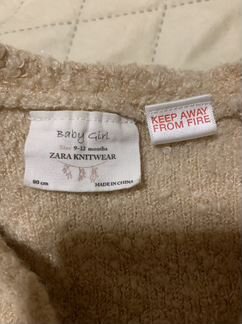 Baby Girl
Size 9-12 months
ZARA KNITWEAR
80 cm
MADE IN CHINA
KEEP AWAY
FROM FIRE